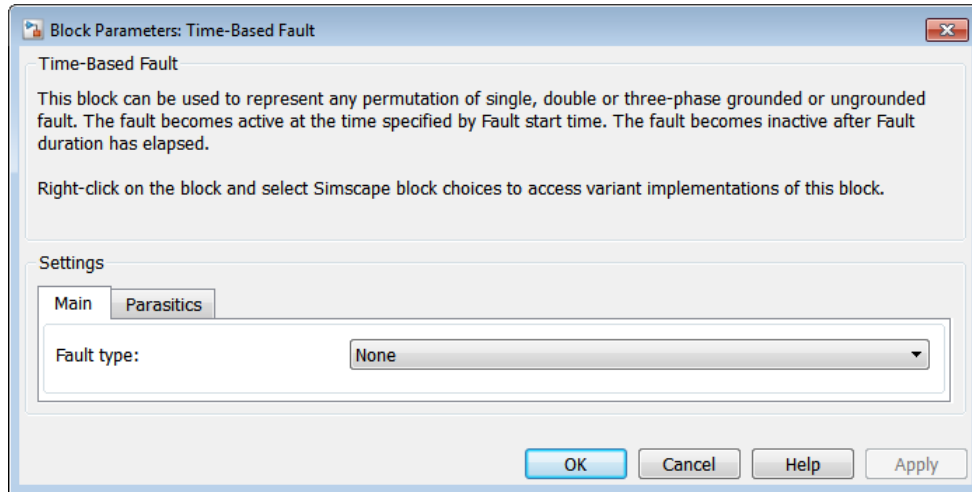 Block Parameters: Time-Based Fault
Time-Based Fault
This block can be used to represent any permutation of single, double or three-phase grounded or ungrounded
fault. The fault becomes active at the time specified by Fault start time. The fault becomes inactive after Fault
duration has elapsed.
Right-click on the block and select Simscape block choices to access variant implementations of this block.
Settings
Main Parasitics
Fault type: None
OK Cancel Help Apply